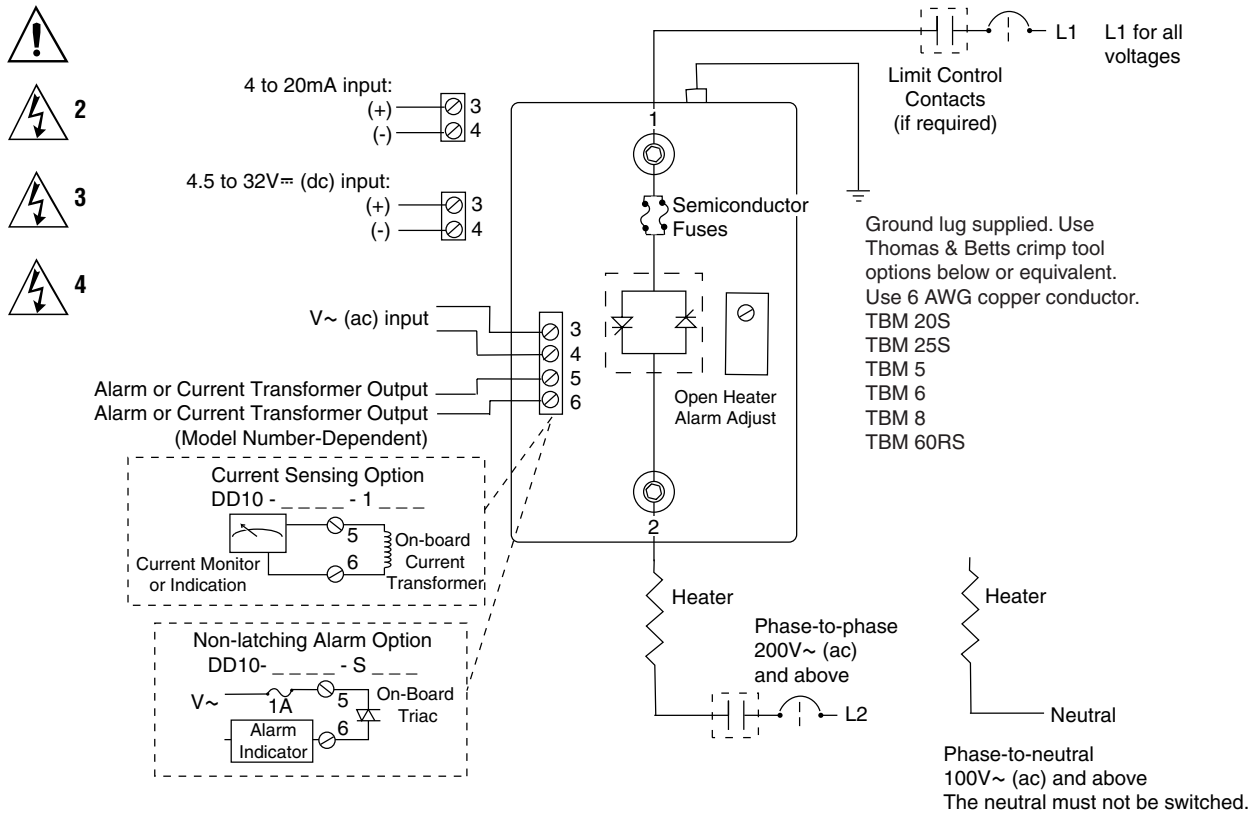 2
3
4
4 to 20mA input:
(+)
(-)
3
4
4.5 to 32V⎓ (dc) input:
(+)
(-)
3
4
V~ (ac) input
3
4
5
6
Alarm or Current Transformer Output
Alarm or Current Transformer Output
(Model Number-Dependent)
Current Sensing Option
DD10 - _ _ _ _ _ - 1 _ _ _
5
6
On-board
Current
Transformer
Current Monitor
or Indication
Non-latching Alarm Option
DD10- _ _ _ _ _ - S _ _ _
V~
1A
5
6
On-Board
Triac
Alarm
Indicator
1
Semiconductor
Fuses
Open Heater
Alarm Adjust
2
Heater
Phase-to-phase
200V~ (ac)
and above
L2
L1
L1 for all
voltages
Limit Control
Contacts
(if required)
Ground lug supplied. Use
Thomas & Betts crimp tool
options below or equivalent.
Use 6 AWG copper conductor.
TBM 20S
TBM 25S
TBM 5
TBM 6
TBM 8
TBM 60RS
Heater
Neutral
Phase-to-neutral
100V~ (ac) and above
The neutral must not be switched.